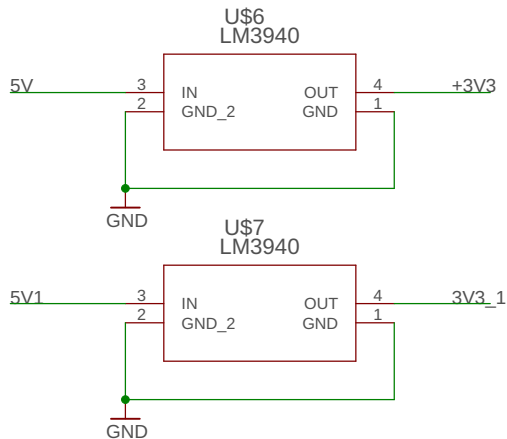 U$6
LM3940
5V 3 IN OUT 4 +3V3
2 GND_2 GND 1
GND
U$7
LM3940
5V1 3 IN OUT 4 3V3_1
2 GND_2 GND 1
GND